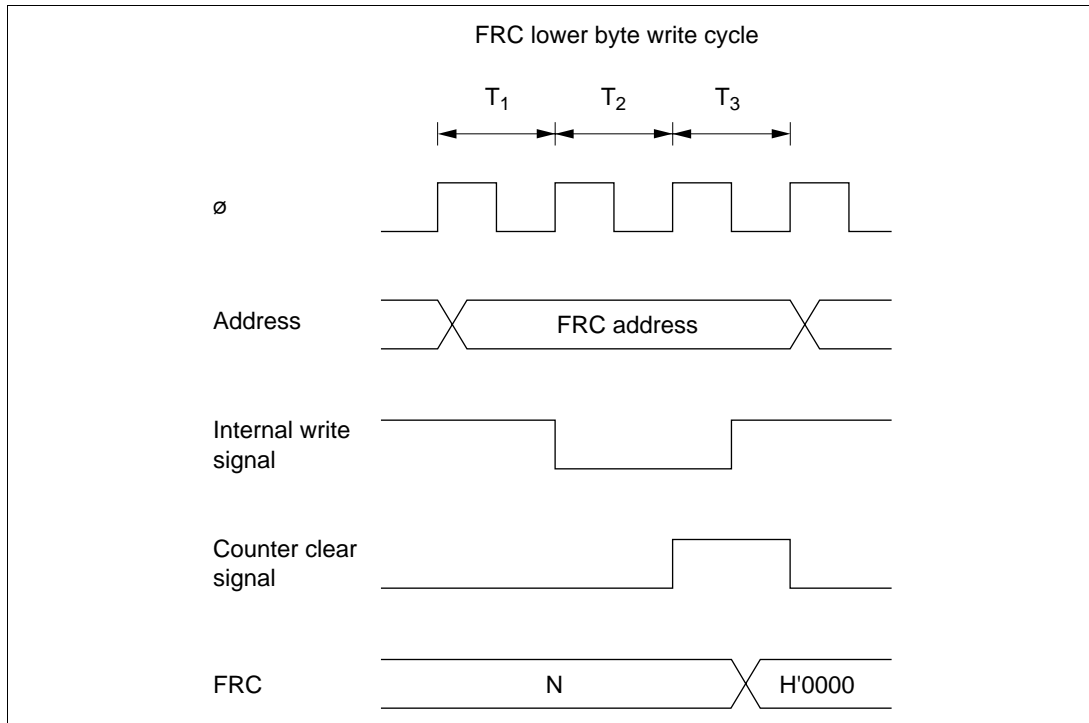 FRC lower byte write cycle
T1 T2 T3
ø
Address
FRC address
Internal write
signal
Counter clear
signal
FRC
N
H'0000